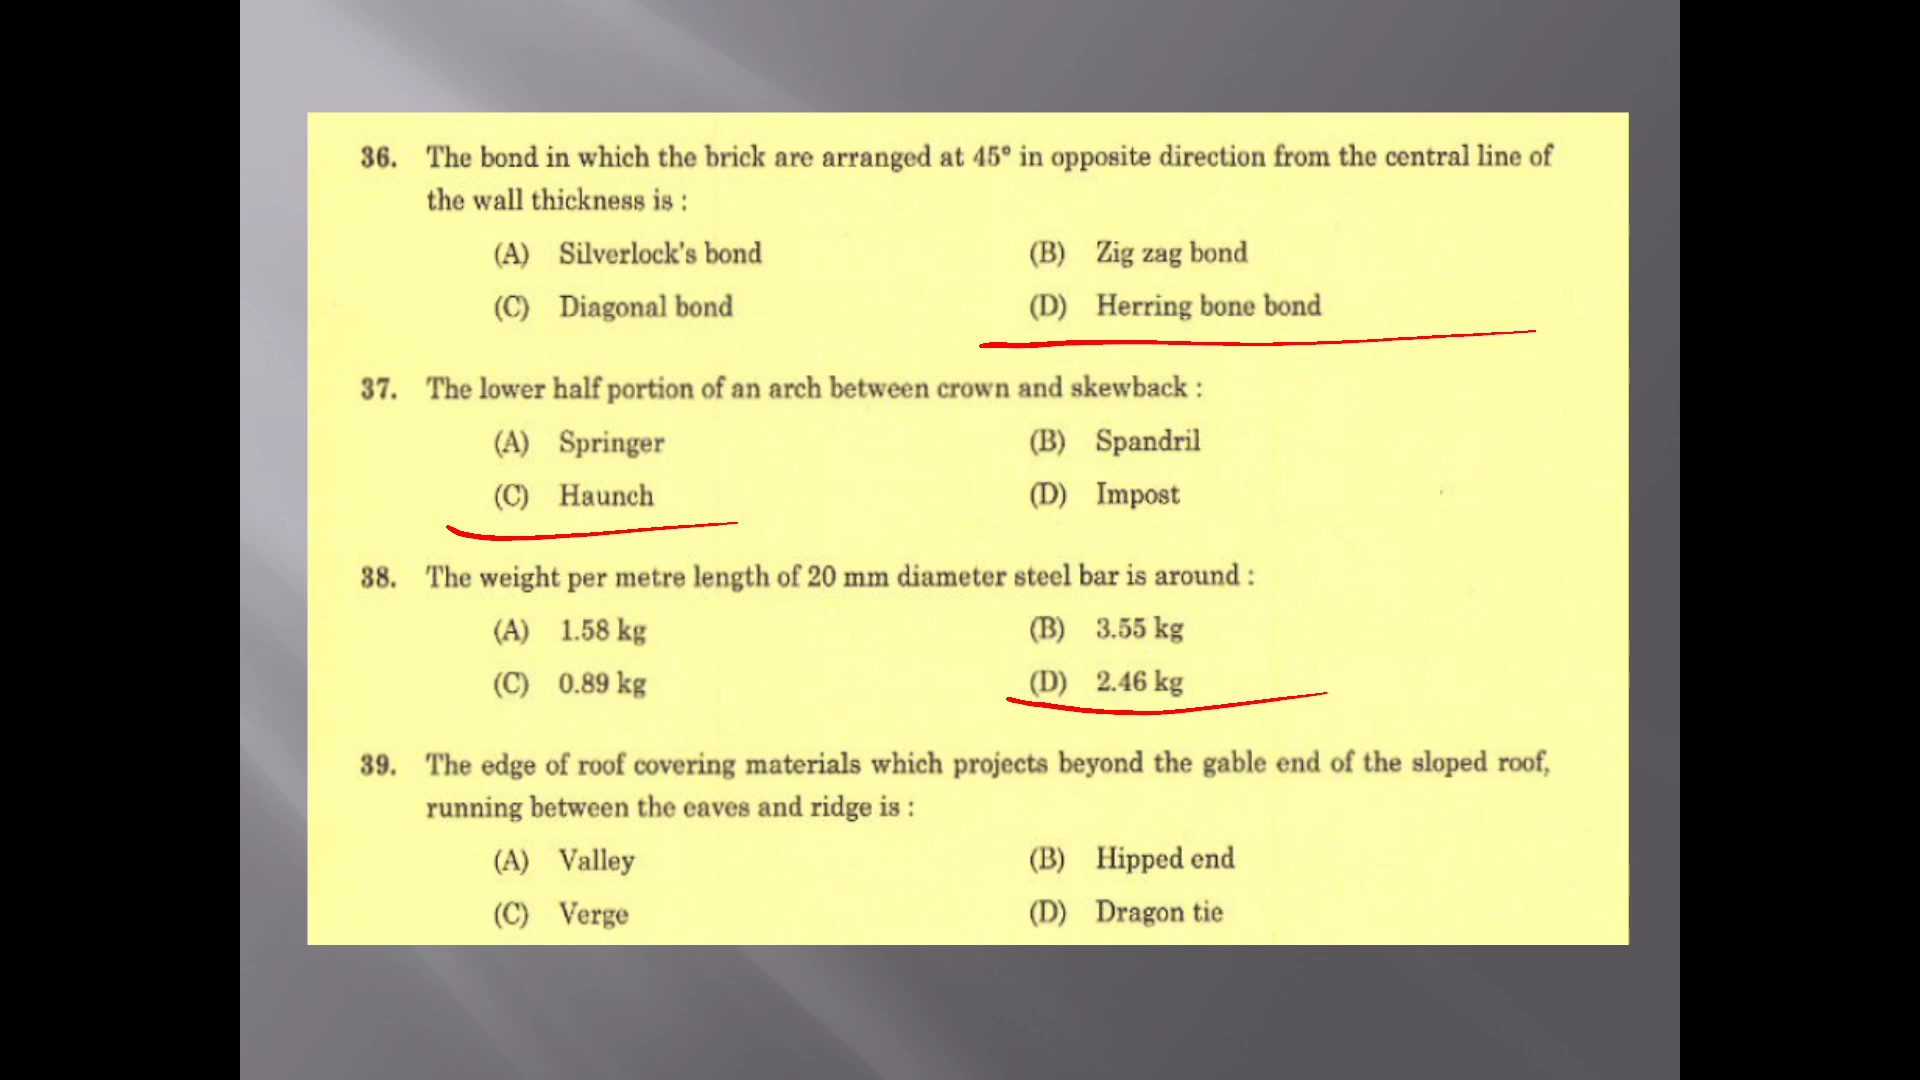 36. The bond in which the brick are arranged at 45° in opposite direction from the central line of
the wall thickness is :
(A) Silverlock's bond (B) Zig zag bond
(C) Diagonal bond (D) Herring bone bond
37. The lower half portion of an arch between crown and skewback :
(A) Springer (B) Spandril
(C) Haunch (D) Impost
38. The weight per metre length of 20 mm diameter steel bar is around :
(A) 1.58 kg (B) 3.55 kg
(C) 0.89 kg (D) 2.46 kg
39. The edge of roof covering materials which projects beyond the gable end of the sloped roof,
running between the eaves and ridge is :
(A) Valley (B) Hipped end
(C) Verge (D) Dragon tie